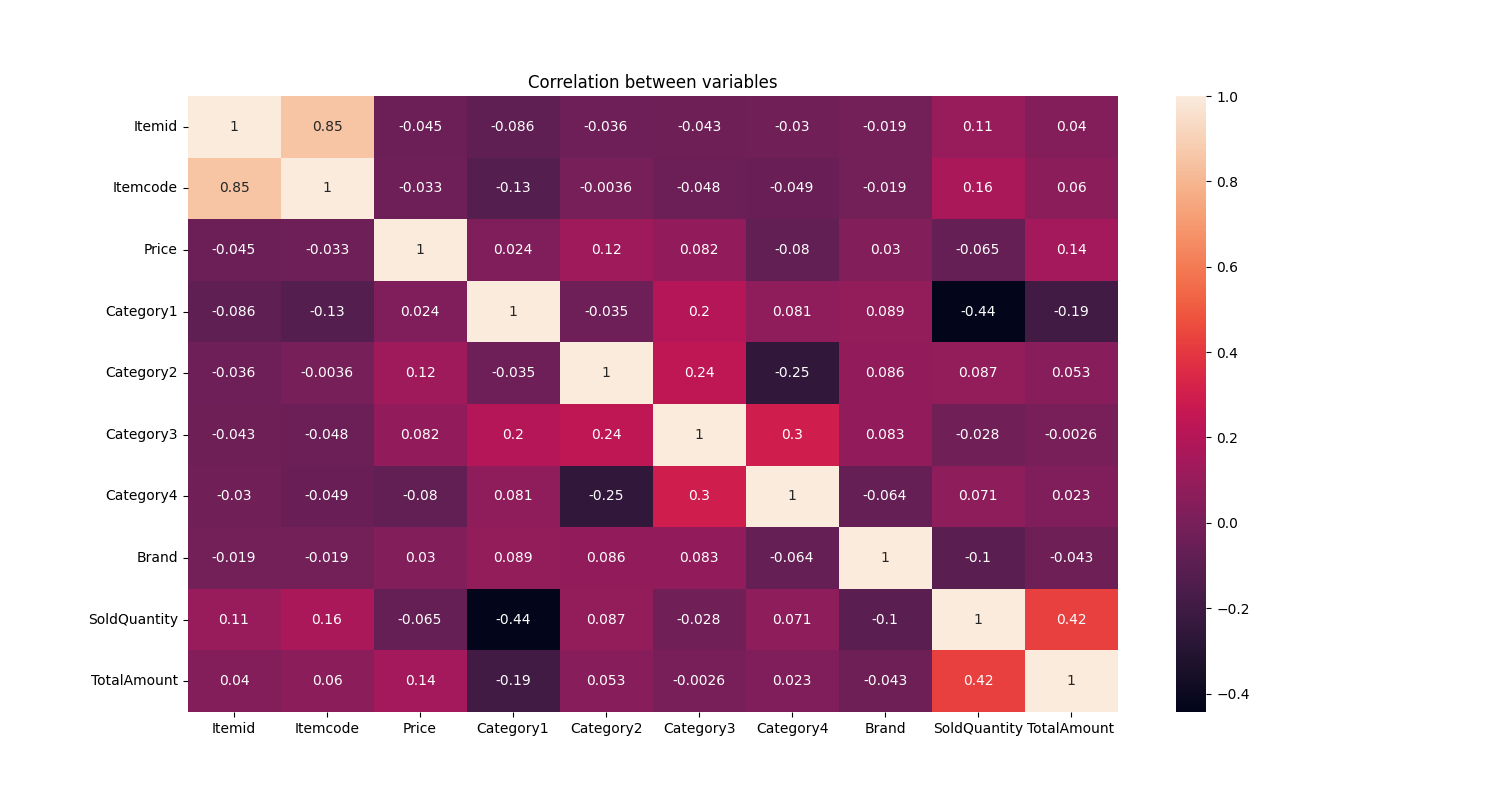 Correlation between variables
Itemid 1 0.85 -0.045 -0.086 -0.036 -0.043 -0.03 -0.019 0.11 0.04
Itemcode 0.85 1 -0.033 -0.13 -0.0036 -0.048 -0.049 -0.019 0.16 0.06
Price -0.045 -0.033 1 0.024 0.12 0.082 -0.08 0.03 -0.065 0.14
Category1 -0.086 -0.13 0.024 1 -0.035 0.2 0.081 0.089 -0.44 -0.19
Category2 -0.036 -0.0036 0.12 -0.035 1 0.24 -0.25 0.086 0.087 0.053
Category3 -0.043 -0.048 0.082 0.2 0.24 1 0.3 0.083 -0.028 -0.0026
Category4 -0.03 -0.049 -0.08 0.081 -0.25 0.3 1 -0.064 0.071 0.023
Brand -0.019 -0.019 0.03 0.089 0.086 0.083 -0.064 1 -0.1 -0.043
SoldQuantity 0.11 0.16 -0.065 -0.44 0.087 -0.028 0.071 -0.1 1 0.42
TotalAmount 0.04 0.06 0.14 -0.19 0.053 -0.0026 0.023 -0.043 0.42 1
Itemid Itemcode Price Category1 Category2 Category3 Category4 Brand SoldQuantity TotalAmount
1.0
0.8
0.6
0.4
0.2
0.0
−0.2
−0.4